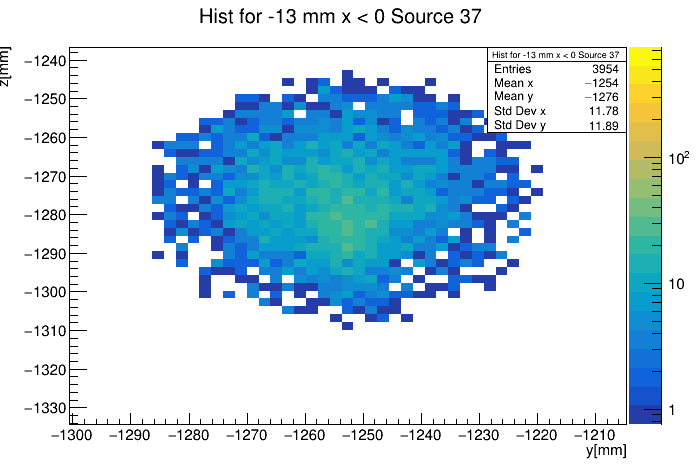 Hist for -13 mm x < 0 Source 37
z[mm]
Hist for -13 mm x < 0 Source 37
Entries 3954
Mean x −1254
Mean y −1276
Std Dev x 11.78
Std Dev y 11.89
−1240
−1250
−1260
−1270
−1280
−1290
−1300
−1310
−1320
−1330
10²
10
1
−1300 −1290 −1280 −1270 −1260 −1250 −1240 −1230 −1220 −1210
y[mm]